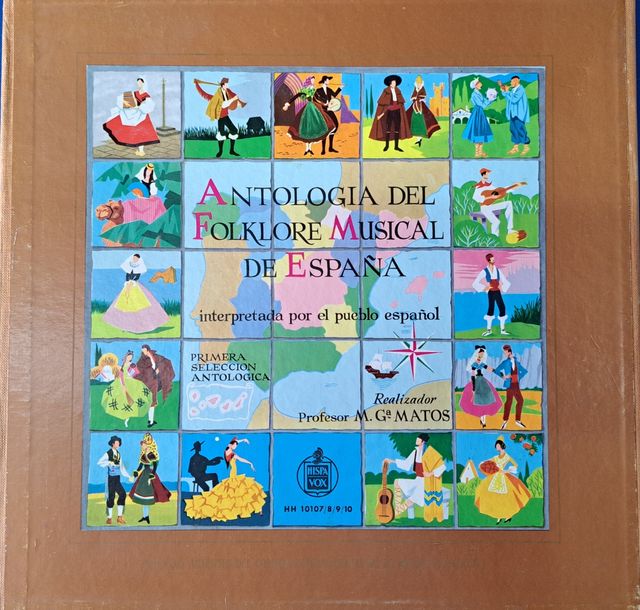 ANTOLOGIA DEL
FOLKLORE MUSICAL
DE ESPAÑA
interpretada por el pueblo español
PRIMERA
SELECCION
ANTOLOGICA
Realizador
Profesor M. Gª MATOS
HISPA
VOX
HH 10107/8/9/10